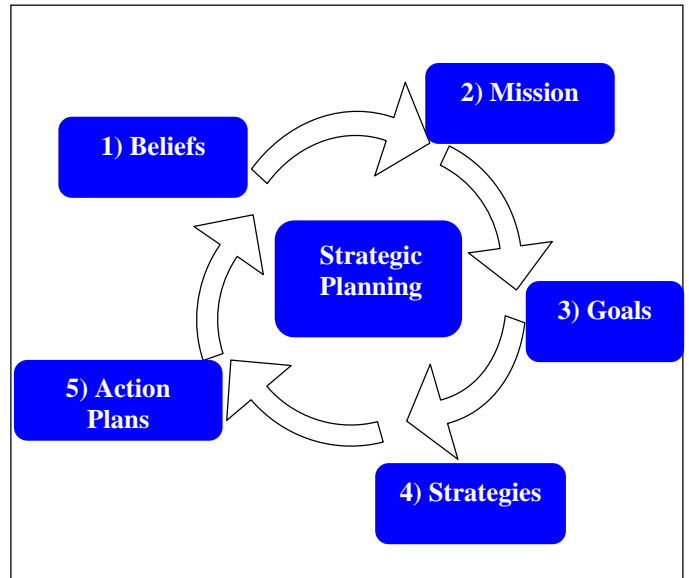 2) Mission
1) Beliefs
Strategic
Planning
3) Goals
5) Action
Plans
4) Strategies